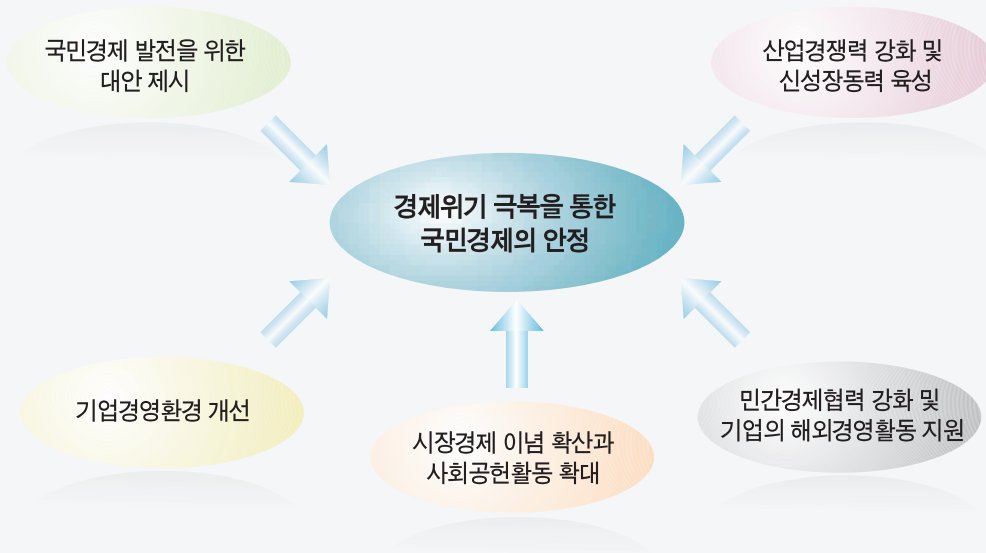 국민경제 발전을 위한
대안 제시
산업경쟁력 강화 및
신성장동력 육성
경제위기 극복을 통한
국민경제의 안정
기업경영환경 개선
시장경제 이념 확산과
사회공헌활동 확대
민간경제협력 강화 및
기업의 해외경영활동 지원